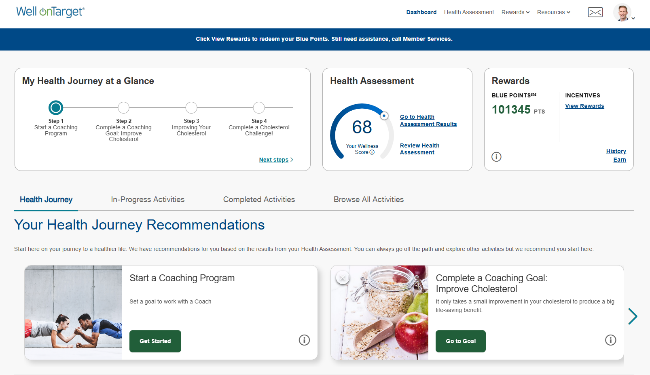 Well onTarget®
Dashboard Health Assessment Rewards Resources
Click View Rewards to redeem your Blue Points. Still need assistance, call Member Services.
My Health Journey at a Glance
Step 1
Start a Coaching
Program
Step 2
Complete a Coaching
Goal: Improve
Cholesterol
Step 3
Improving Your
Cholesterol
Step 4
Complete a Cholesterol
Challenge!
Next steps >
Health Assessment
68
Your Wellness
Score
Go to Health
Assessment Results
Review Health
Assessment
Rewards
BLUE POINTS℠
101345 PTS
INCENTIVES
View Rewards
History
Earn
Health Journey In-Progress Activities Completed Activities Browse All Activities
Your Health Journey Recommendations
Start here on your journey to a healthier life. We have recommendations for you based on the results from your Health Assessment. You can always go off the path and explore other activities but we recommend you start here.
Start a Coaching Program
Set a goal to work with a Coach
Get Started
Complete a Coaching Goal:
Improve Cholesterol
It only takes a small improvement in your cholesterol to produce a big
life-saving benefit.
Go to Goal